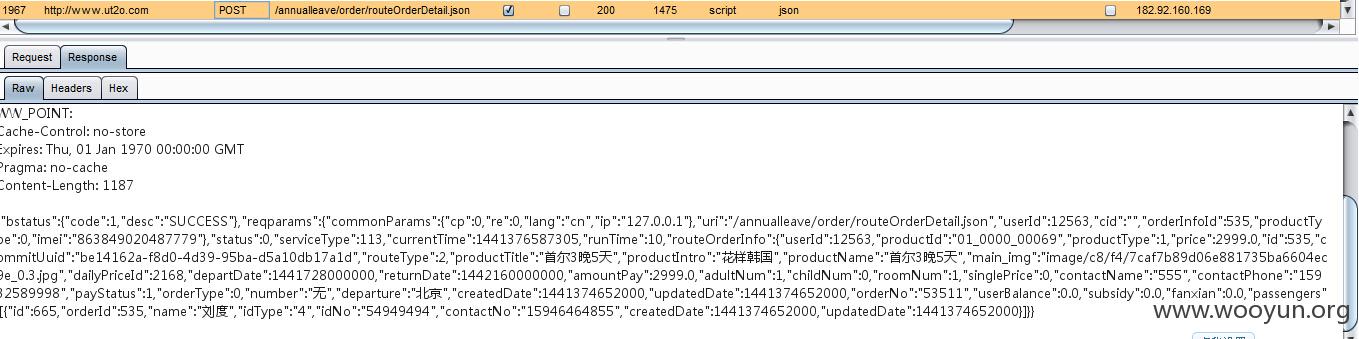 1967 http://www.ut2o.com POST /annualleave/order/routeOrderDetail.json 200 1475 script json 182.92.160.169
Request Response
Raw Headers Hex
WW_POINT:
Cache-Control: no-store
Expires: Thu, 01 Jan 1970 00:00:00 GMT
Pragma: no-cache
Content-Length: 1187
"bstatus":{"code":1,"desc":"SUCCESS"},"reqparams":{"commonParams":{"cp":0,"re":0,"lang":"cn","ip":"127.0.0.1"},"uri":"/annualleave/order/routeOrderDetail.json","userId":12563,"cid":"","orderInfoId":535,"productTy
pe":0,"imei":"863849020487779"},"status":0,"serviceType":113,"currentTime":1441376587305,"runTime":10,"routeOrderInfo":{"userId":12563,"productId":"01_0000_00069","productType":1,"price":2999.0,"id":535,"c
ommitUuid":"be14162a-f8d0-4d39-95ba-d5a10db17a1d","routeType":2,"productTitle":"首尔3晚5天","productIntro":"花样韩国","productName":"首尔3晚5天","main_img":"image/c8/f4/7caf7b89d06e881735ba6604ec
9e_0.3.jpg","dailyPriceId":2168,"departDate":1441728000000,"returnDate":1442160000000,"amountPay":2999.0,"adultNum":1,"childNum":0,"roomNum":1,"singlePrice":0,"contactName":"555","contactPhone":"159
32589998","payStatus":1,"orderType":0,"number":"无","departure":"北京","createdDate":1441374652000,"updatedDate":1441374652000,"orderNo":"53511","userBalance":0.0,"subsidy":0.0,"fanxian":0.0,"passengers"
[{"id":665,"orderId":535,"name":"刘度","idType":"4","idNo":"54949494","contactNo":"15946464855","createdDate":1441374652000,"updatedDate":1441374652000}]}}
www.wooyun.org